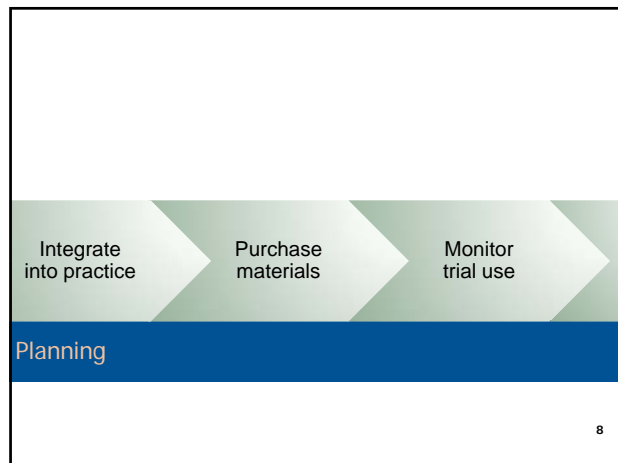 Integrate
into practice
Purchase
materials
Monitor
trial use
Planning
8